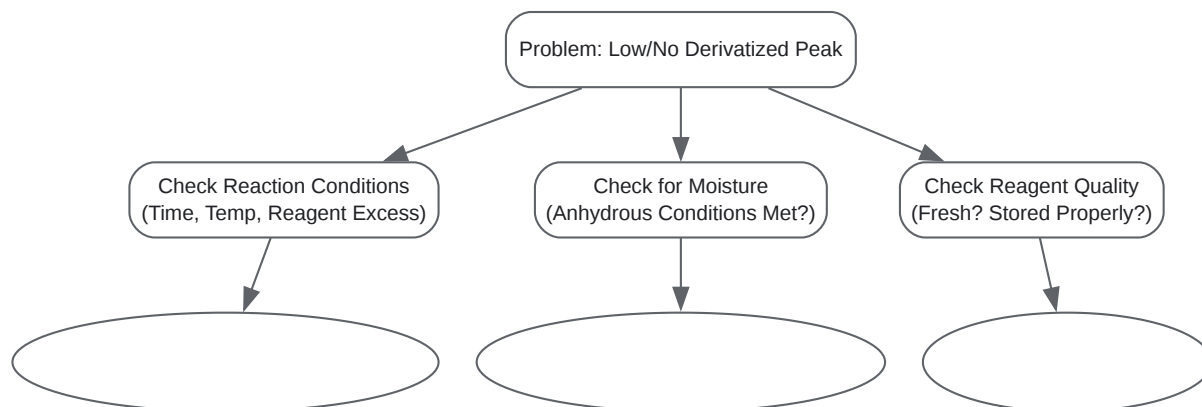 Problem: Low/No Derivatized Peak
Check Reaction Conditions
(Time, Temp, Reagent Excess)
Check for Moisture
(Anhydrous Conditions Met?)
Check Reagent Quality
(Fresh? Stored Properly?)